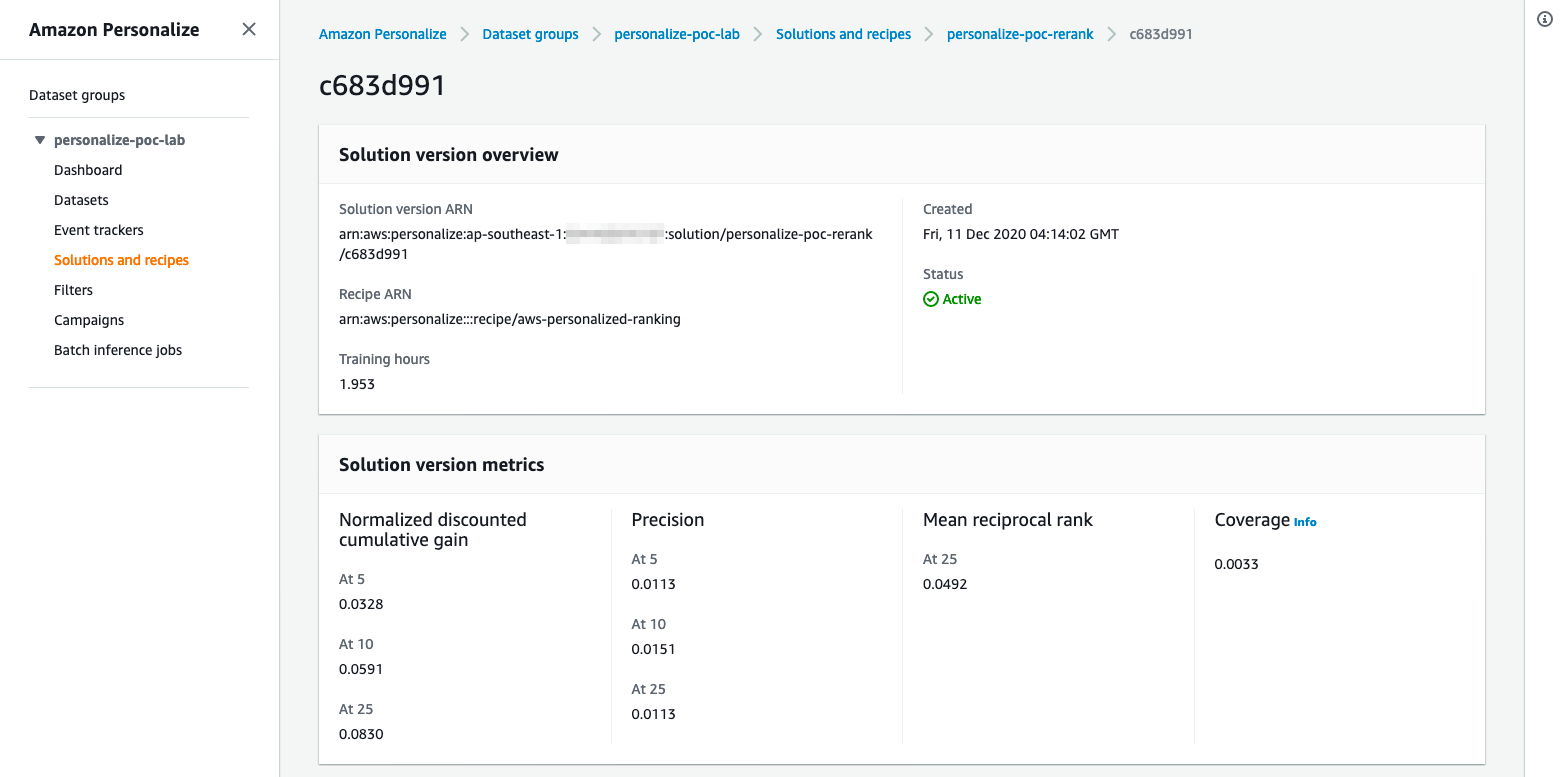 Amazon Personalize
Dataset groups
personalize-poc-lab
Dashboard
Datasets
Event trackers
Solutions and recipes
Filters
Campaigns
Batch inference jobs
Amazon Personalize
Dataset groups
personalize-poc-lab
Solutions and recipes
personalize-poc-rerank
c683d991
c683d991
Solution version overview
Solution version ARN
arn:aws:personalize:ap-southeast-1: :solution/personalize-poc-rerank
/c683d991
Recipe ARN
arn:aws:personalize:::recipe/aws-personalized-ranking
Training hours
1.953
Created
Fri, 11 Dec 2020 04:14:02 GMT
Status
Active
Solution version metrics
Normalized discounted
cumulative gain
At 5
0.0328
At 10
0.0591
At 25
0.0830
Precision
At 5
0.0113
At 10
0.0151
At 25
0.0113
Mean reciprocal rank
At 25
0.0492
Coverage Info
0.0033